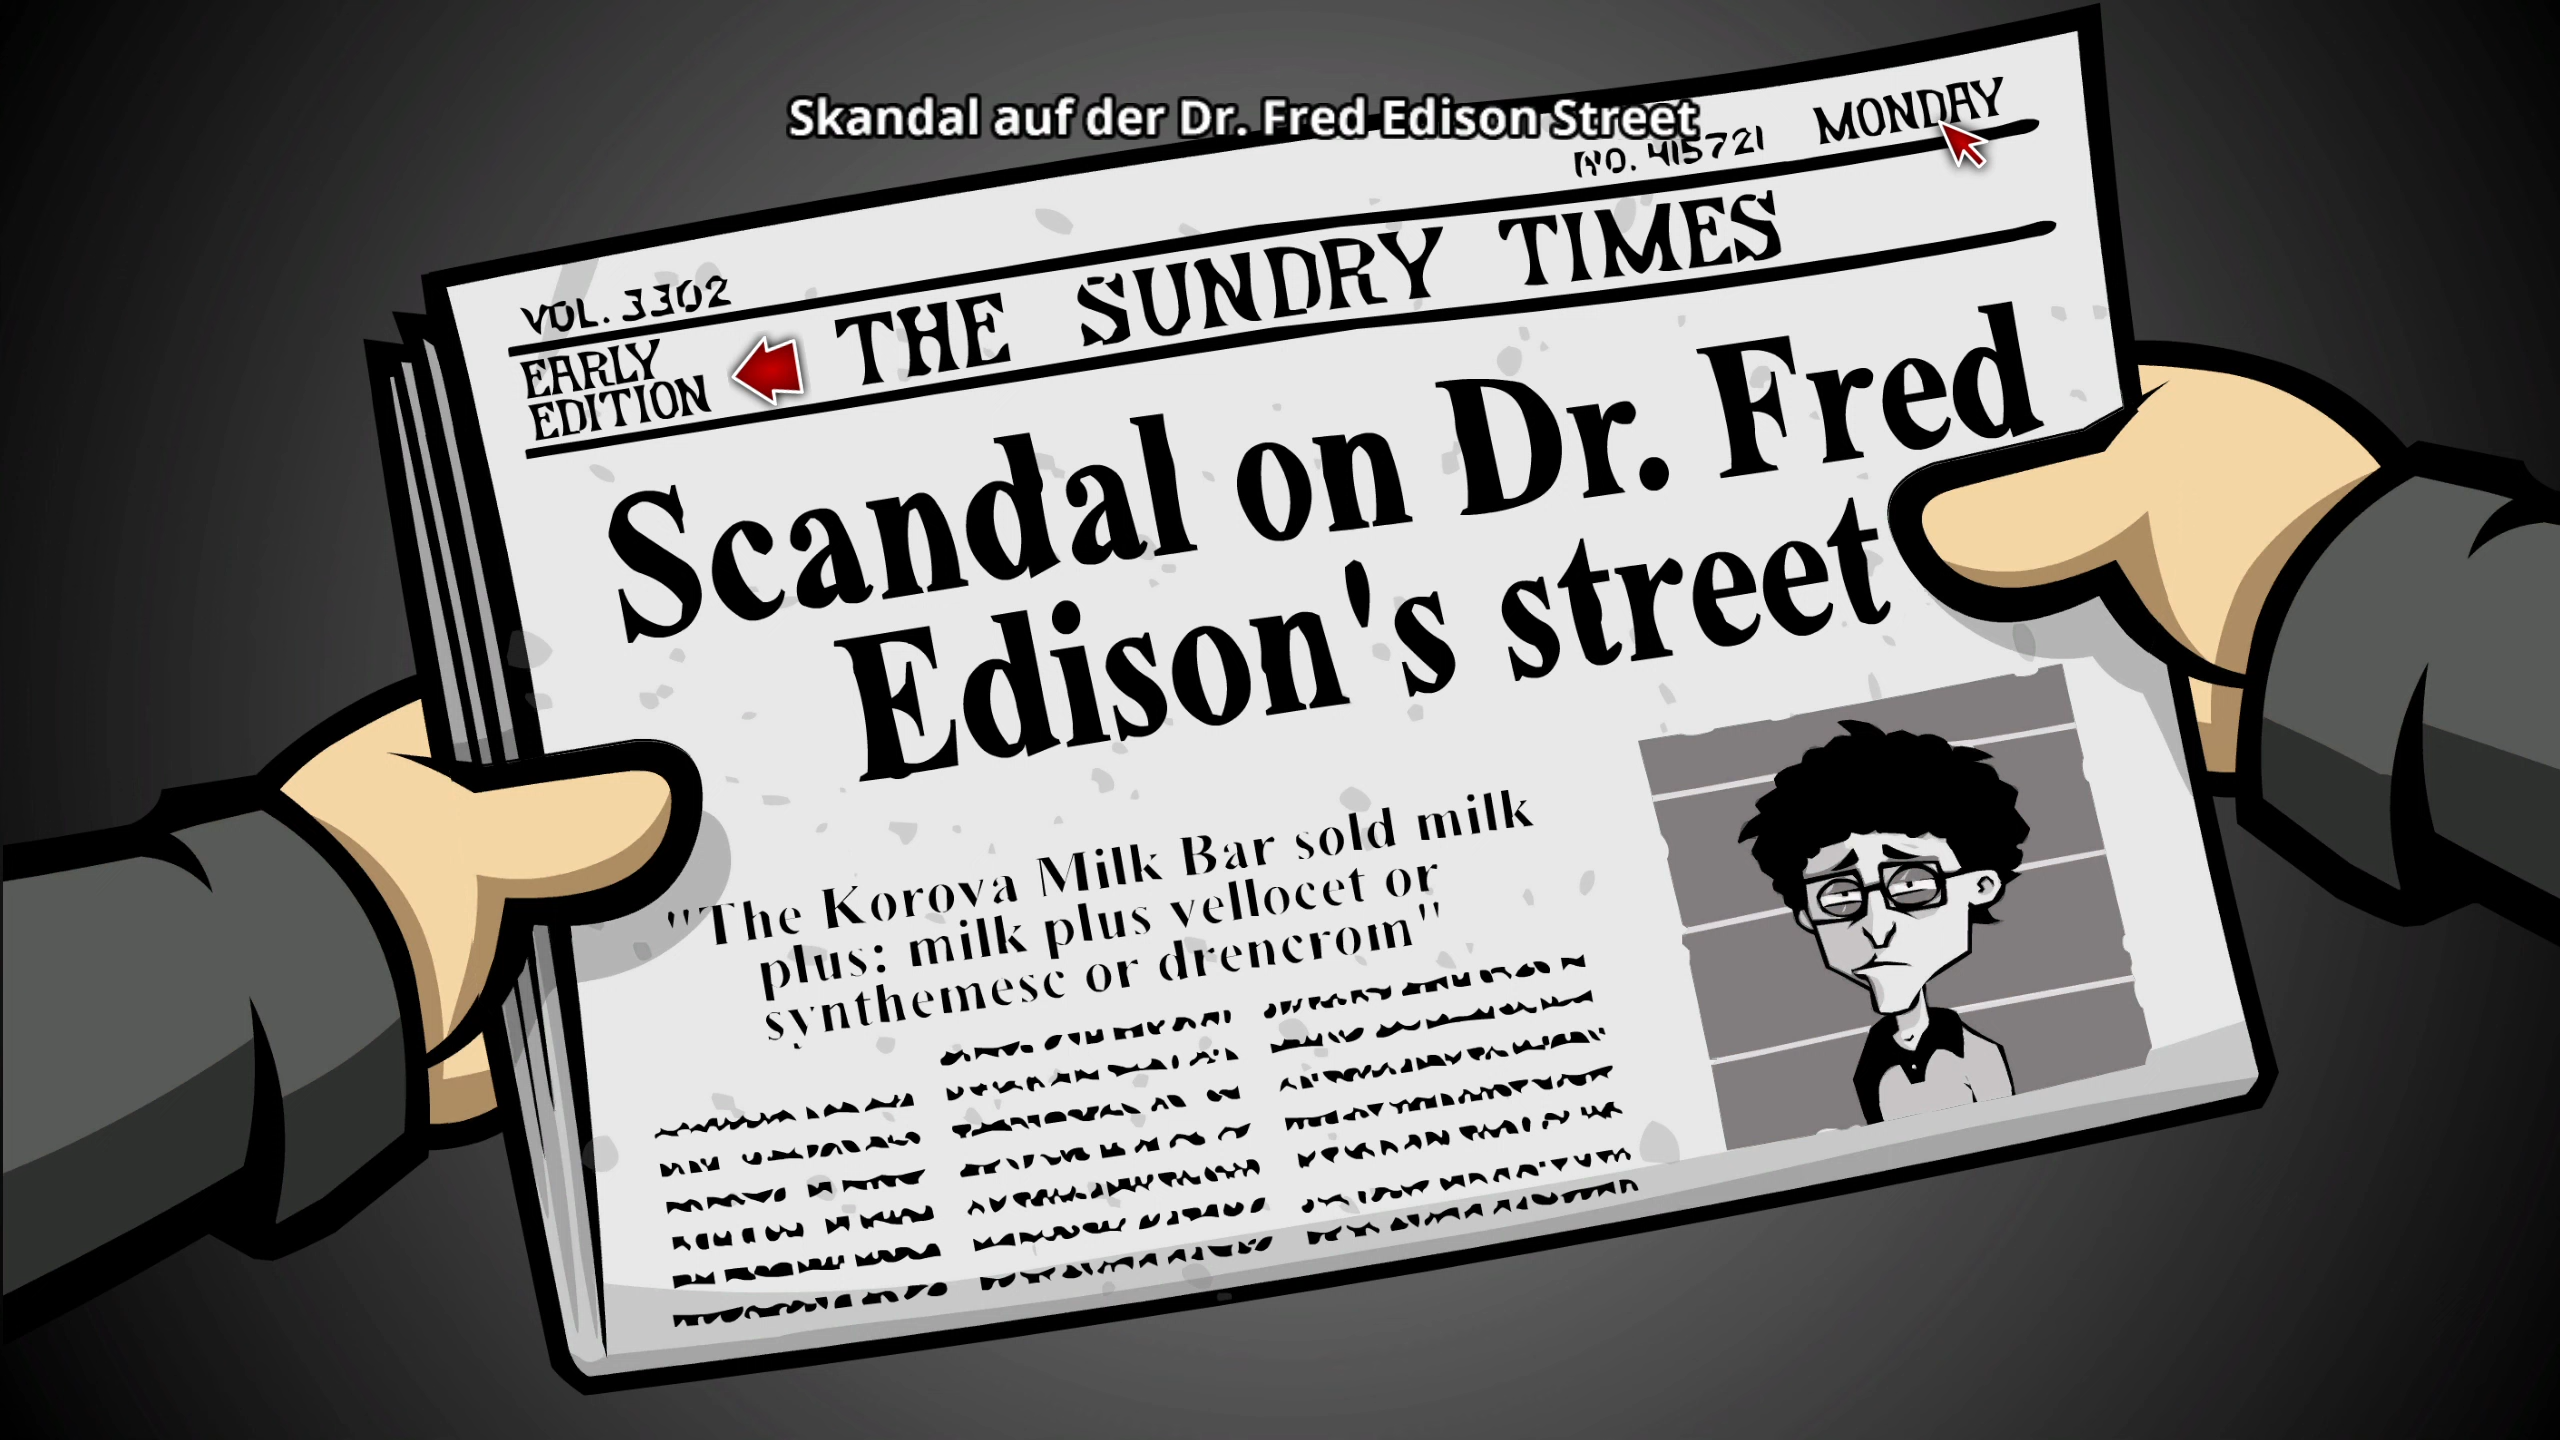 Skandal auf der Dr. Fred Edison Street
NO. 415721
MONDAY
VOL. 3302
EARLY
EDITION
THE SUNDRY TIMES
Scandal on Dr. Fred
Edison's street
"The Korova Milk Bar sold milk
plus: milk plus vellocet or
synthemesc or drencrom"